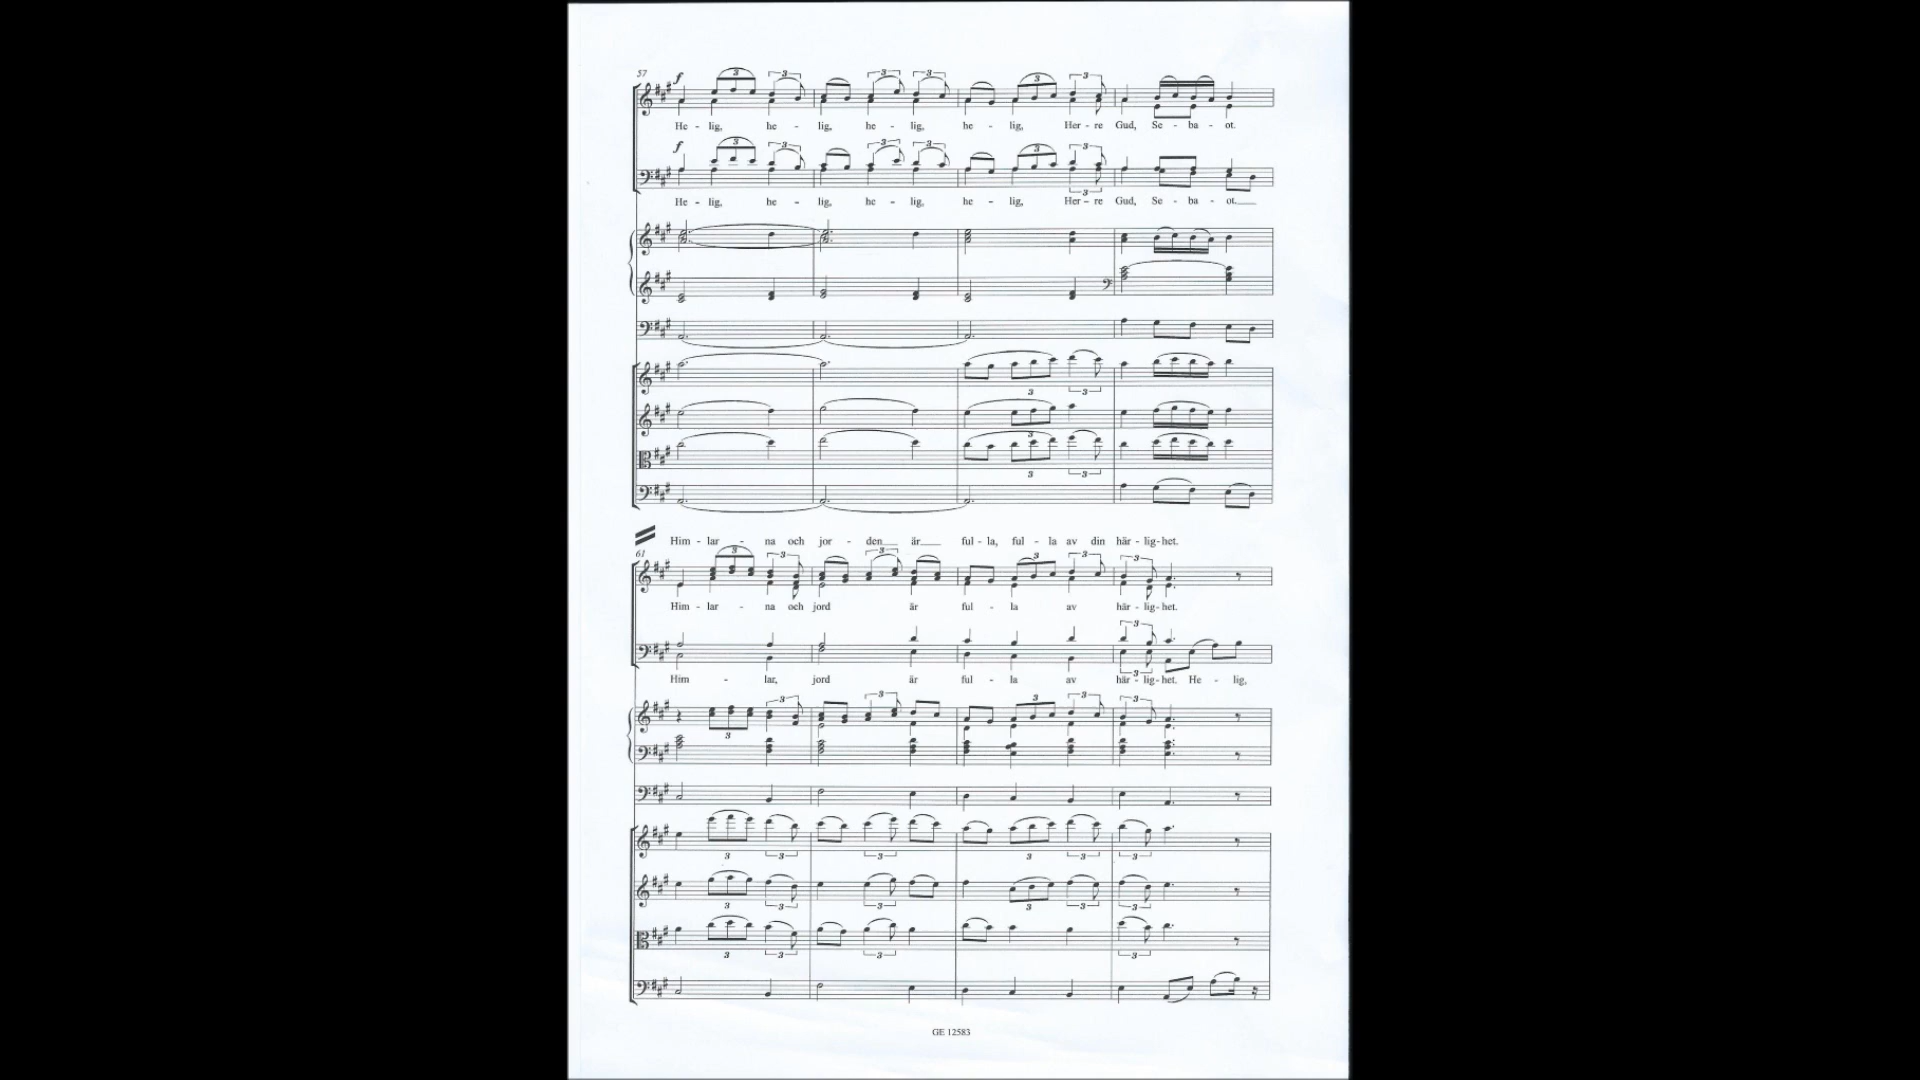 57
f
He - lig, he - lig, he - lig, he - lig, Her - re Gud, Se - ba - ot.
f
He - lig, he - lig, he - lig, he - lig, Her - re Gud, Se - ba - ot.
Him - lar - na och jor - den är ful - la, ful - la av din här - lig - het.
61
Him - lar - na och jord är ful - la av här - lig - het.
Him - lar, jord är ful - la av här - lig - het. He - lig,
GE 12583